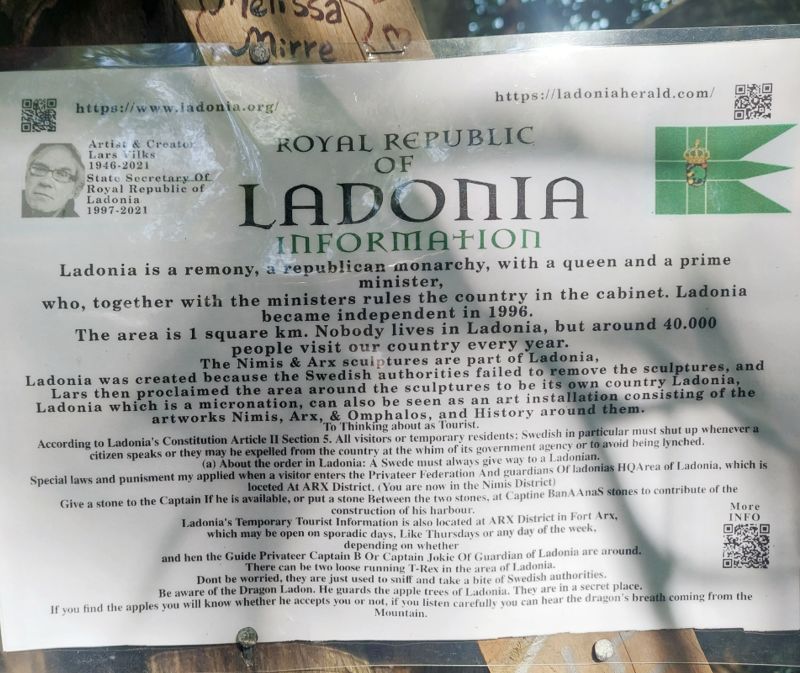 Melissa
Mirre
https://www.ladonia.org/
https://ladoniaherald.com/
Artist & Creator
Lars Vilks
1946-2021
State Secretary Of
Royal Republic of
Ladonia
1997-2021
ROYAL REPUBLIC
OF
LADONIA
INFORMATION
Ladonia is a remony, a republican monarchy, with a queen and a prime
minister,
who, together with the ministers rules the country in the cabinet. Ladonia
became independent in 1996.
The area is 1 square km. Nobody lives in Ladonia, but around 40.000
people visit our country every year.
The Nimis & Arx sculptures are part of Ladonia,
Ladonia was created because the Swedish authorities failed to remove the sculptures, and
Lars then proclaimed the area around the sculptures to be its own country Ladonia,
Ladonia which is a micronation, can also be seen as an art installation consisting of the
artworks Nimis, Arx, & Omphalos, and History around them.
To Thinking about as Tourist.
According to Ladonia's Constitution Article II Section 5. All visitors or temporary residents; Swedish in particular must shut up whenever a
citizen speaks or they may be expelled from the country at the whim of its government agency or to avoid being lynched.
(a) About the order in Ladonia: A Swede must always give way to a Ladonian.
Special laws and punisment my applied when a visitor enters the Privateer Federation And guardians Of ladonias HQArea of Ladonia, which is
loceted At ARX District. (You are now in the Nimis District)
Give a stone to the Captain If he is available, or put a stone Between the two stones, at Captine BanAAnaS stones to contribute of the
construction of his harbour.
Ladonia's Temporary Tourist Information is also located at ARX District in Fort Arx,
which may be open on sporadic days, Like Thursdays or any day of the week,
depending on whether
and hen the Guide Privateer Captain B Or Captain Jokie Of Guardian of Ladonia are around.
There can be two loose running T-Rex in the area of Ladonia.
Dont be worried, they are just used to sniff and take a bite of Swedish authorities.
Be aware of the Dragon Ladon. He guards the apple trees of Ladonia. They are in a secret place.
If you find the apples you will know whether he accepts you or not, if you listen carefully you can hear the dragon's breath coming from the
Mountain.
More
INFO